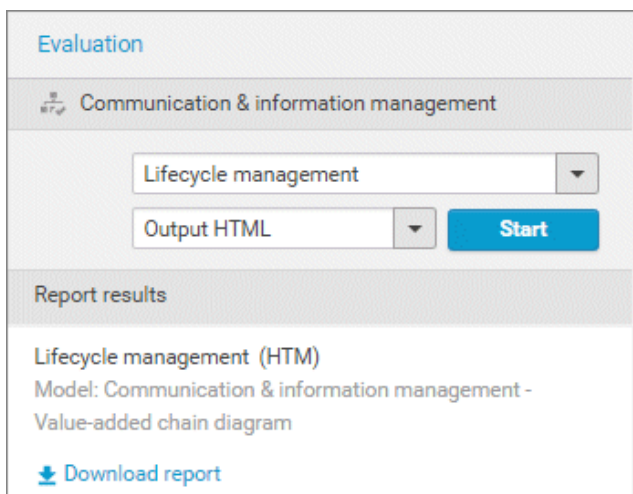 Evaluation
Communication & information management
Lifecycle management
Output HTML
Start
Report results
Lifecycle management (HTM)
Model: Communication & information management -
Value-added chain diagram
Download report